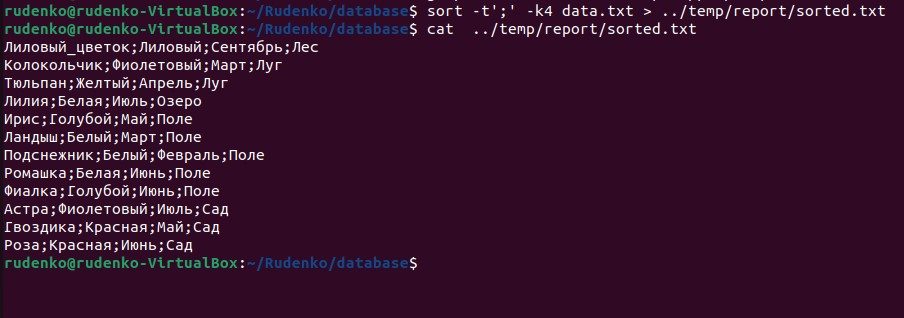 rudenko@rudenko-VirtualBox:~/Rudenko/database$ sort -t';' -k4 data.txt > ../temp/report/sorted.txt
rudenko@rudenko-VirtualBox:~/Rudenko/database$ cat  ../temp/report/sorted.txt
Лиловый_цветок;Лиловый;Сентябрь;Лес
Колокольчик;Фиолетовый;Март;Луг
Тюльпан;Желтый;Апрель;Луг
Лилия;Белая;Июль;Озеро
Ирис;Голубой;Май;Поле
Ландыш;Белый;Март;Поле
Подснежник;Белый;Февраль;Поле
Ромашка;Белая;Июнь;Поле
Фиалка;Голубой;Июнь;Поле
Астра;Фиолетовый;Июль;Сад
Гвоздика;Красная;Май;Сад
Роза;Красная;Июнь;Сад
rudenko@rudenko-VirtualBox:~/Rudenko/database$